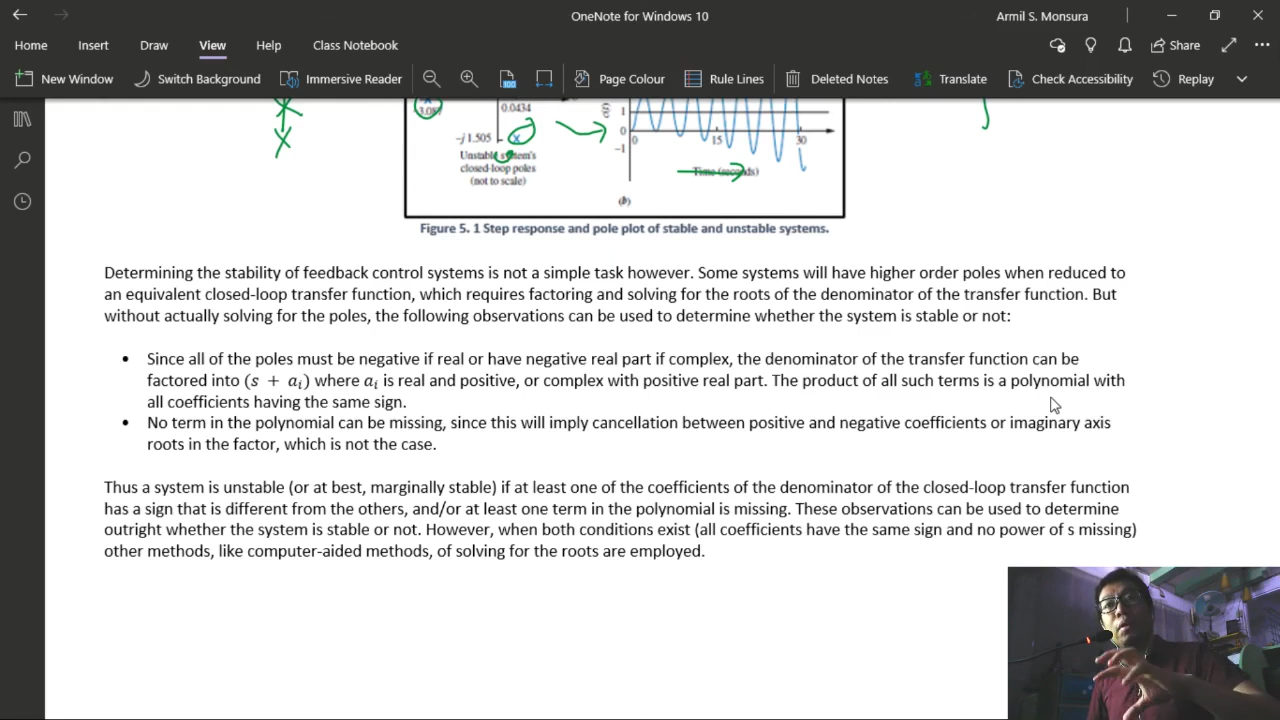 OneNote for Windows 10
Armil S. Monsura
Home Insert Draw View Help Class Notebook
Share
New Window Switch Background Immersive Reader 100 Page Colour Rule Lines Deleted Notes Translate Check Accessibility Replay
3.087
0.0434
-j1.505
Unstable system's
closed-loop poles
(not to scale)
1
0
-1
0 15 30
Time (seconds)
(b)
Figure 5. 1 Step response and pole plot of stable and unstable systems.
Determining the stability of feedback control systems is not a simple task however. Some systems will have higher order poles when reduced to
an equivalent closed-loop transfer function, which requires factoring and solving for the roots of the denominator of the transfer function. But
without actually solving for the poles, the following observations can be used to determine whether the system is stable or not:
• Since all of the poles must be negative if real or have negative real part if complex, the denominator of the transfer function can be
factored into (s + aᵢ) where aᵢ is real and positive, or complex with positive real part. The product of all such terms is a polynomial with
all coefficients having the same sign.
• No term in the polynomial can be missing, since this will imply cancellation between positive and negative coefficients or imaginary axis
roots in the factor, which is not the case.
Thus a system is unstable (or at best, marginally stable) if at least one of the coefficients of the denominator of the closed-loop transfer function
has a sign that is different from the others, and/or at least one term in the polynomial is missing. These observations can be used to determine
outright whether the system is stable or not. However, when both conditions exist (all coefficients have the same sign and no power of s missing)
other methods, like computer-aided methods, of solving for the roots are employed.